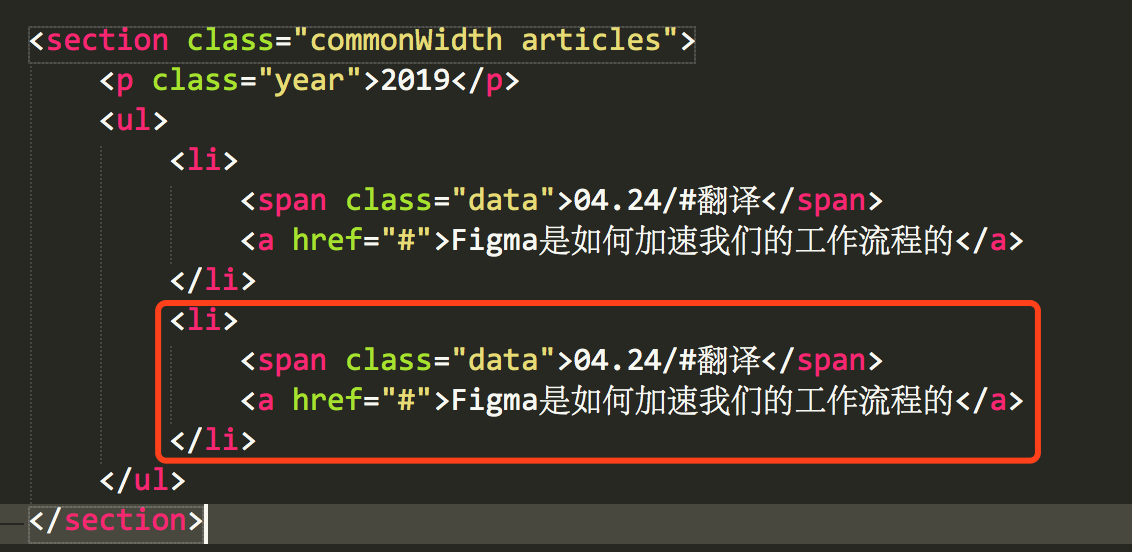 <section class="commonWidth articles">
<p class="year">2019</p>
<ul>
<li>
<span class="data">04.24/#翻译</span>
<a href="#">Figma是如何加速我们的工作流程的</a>
</li>
<li>
<span class="data">04.24/#翻译</span>
<a href="#">Figma是如何加速我们的工作流程的</a>
</li>
</ul>
</section>